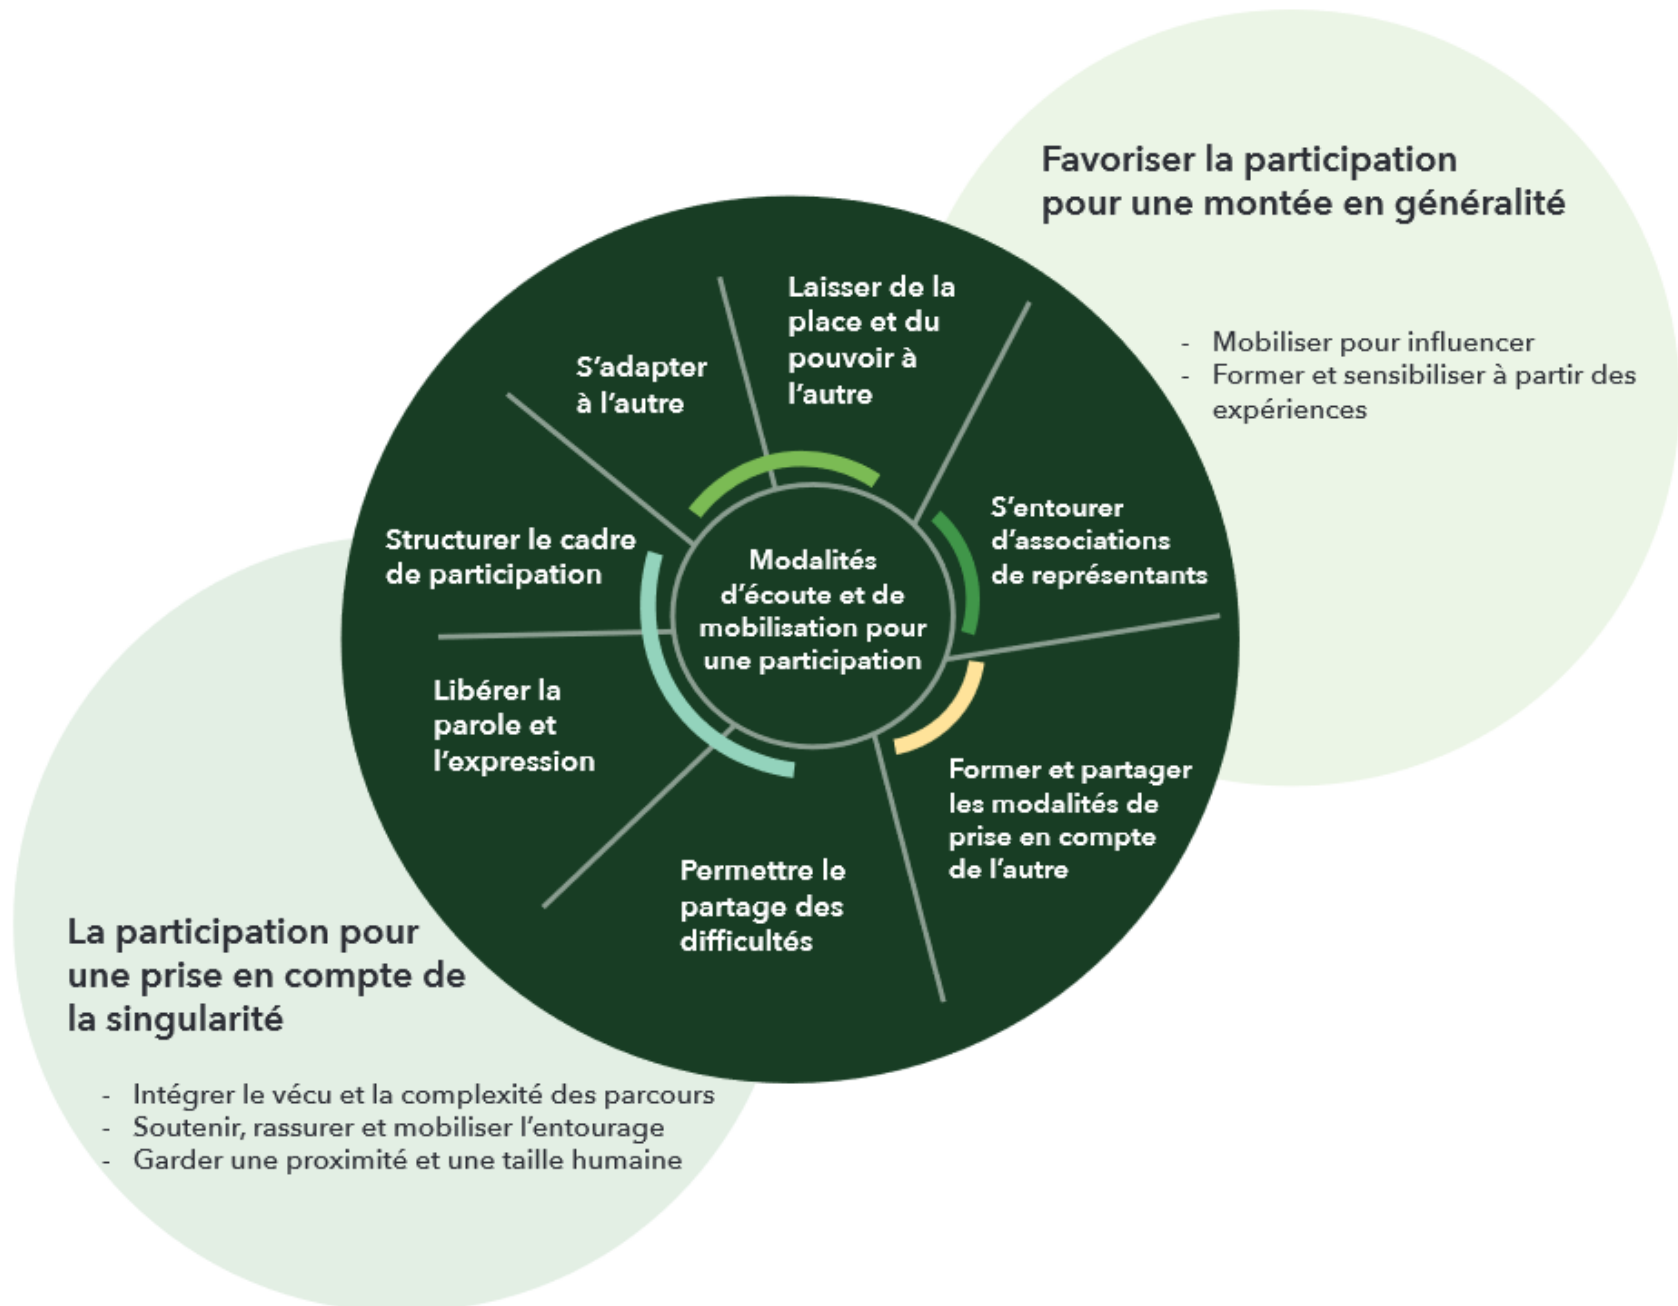 Favoriser la participation
pour une montée en généralité
- Mobiliser pour influencer
- Former et sensibiliser à partir des
expériences
Laisser de la
place et du
pouvoir à
l’autre
S’adapter
à l’autre
S’entourer
d’associations
de représentants
Structurer le cadre
de participation
Modalités
d’écoute et de
mobilisation pour
une participation
Libérer la
parole et
l’expression
Former et partager
les modalités de
prise en compte
de l’autre
Permettre le
partage des
difficultés
La participation pour
une prise en compte de
la singularité
- Intégrer le vécu et la complexité des parcours
- Soutenir, rassurer et mobiliser l’entourage
- Garder une proximité et une taille humaine